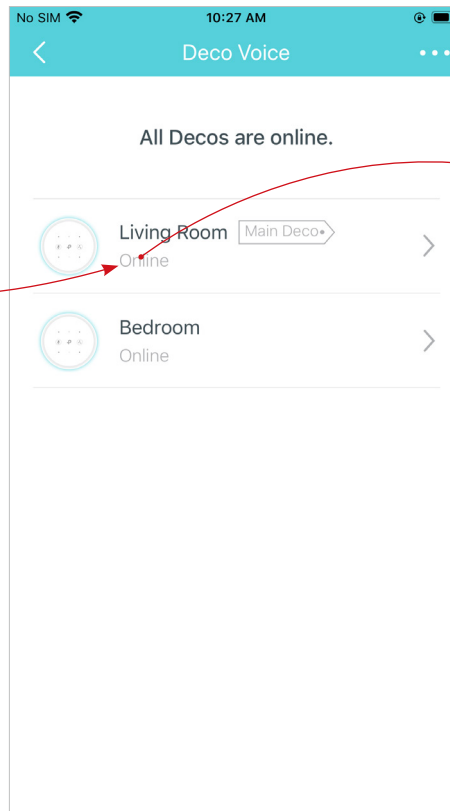 No SIM 10:27 AM
Deco Voice
All Decos are online.
Living Room Main Deco
Online
Bedroom
Online